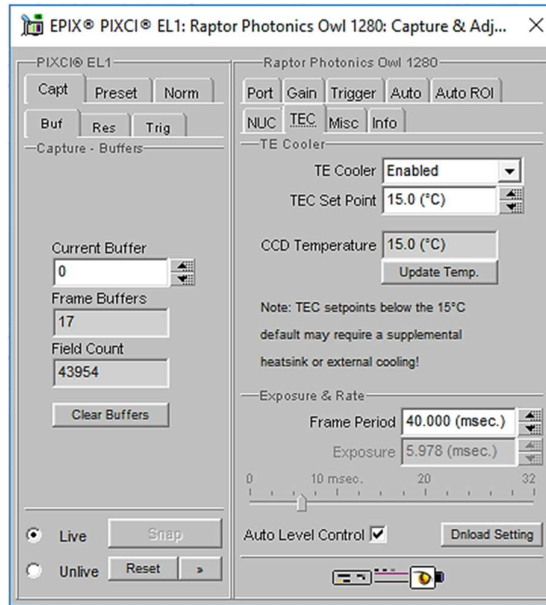 EPIX® PIXCI® EL1: Raptor Photonics Owl 1280: Capture & Adj...
PIXCI® EL1
Capt Preset Norm
Buf Res Trig
Capture - Buffers
Current Buffer
0
Frame Buffers
17
Field Count
43954
Clear Buffers
Live Snap
Unlive Reset »
Raptor Photonics Owl 1280
Port Gain Trigger Auto Auto ROI
NUC TEC Misc Info
TE Cooler
TE Cooler Enabled
TEC Set Point 15.0 (°C)
CCD Temperature 15.0 (°C)
Update Temp.
Note: TEC setpoints below the 15°C
default may require a supplemental
heatsink or external cooling!
Exposure & Rate
Frame Period 40.000 (msec.)
Exposure 5.978 (msec.)
0 10 msec. 20 32
Auto Level Control Dnload Setting